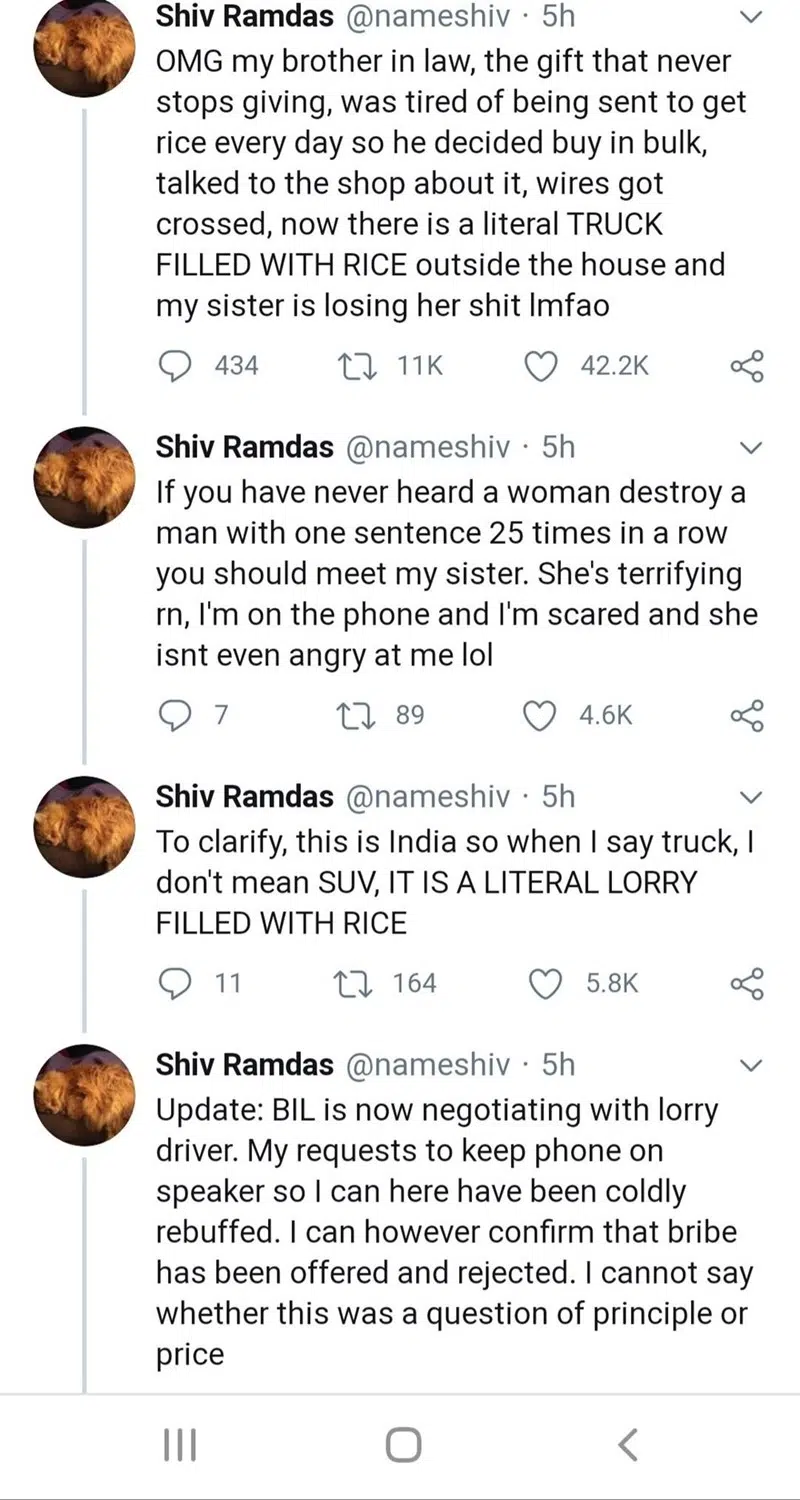 Shiv Ramdas @nameshiv · 5h
OMG my brother in law, the gift that never
stops giving, was tired of being sent to get
rice every day so he decided buy in bulk,
talked to the shop about it, wires got
crossed, now there is a literal TRUCK
FILLED WITH RICE outside the house and
my sister is losing her shit lmfao
434 11K 42.2K
Shiv Ramdas @nameshiv · 5h
If you have never heard a woman destroy a
man with one sentence 25 times in a row
you should meet my sister. She's terrifying
rn, I'm on the phone and I'm scared and she
isnt even angry at me lol
7 89 4.6K
Shiv Ramdas @nameshiv · 5h
To clarify, this is India so when I say truck, I
don't mean SUV, IT IS A LITERAL LORRY
FILLED WITH RICE
11 164 5.8K
Shiv Ramdas @nameshiv · 5h
Update: BIL is now negotiating with lorry
driver. My requests to keep phone on
speaker so I can here have been coldly
rebuffed. I can however confirm that bribe
has been offered and rejected. I cannot say
whether this was a question of principle or
price